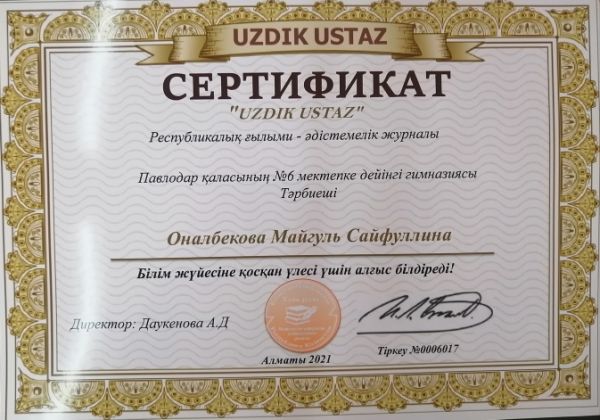 UZDIK USTAZ
СЕРТИФИКАТ
"UZDIK USTAZ"
Республикалық ғылыми - әдістемелік журналы
Павлодар қаласының №6 мектепке дейінгі гимназиясы
Тәрбиеші
Оналбекова Майгуль Сайфуллина
Білім жүйесіне қосқан үлесі үшін алғыс білдіреді!
Директор: Даукенова А.Д
Тіркеу №0006017
Алматы 2021